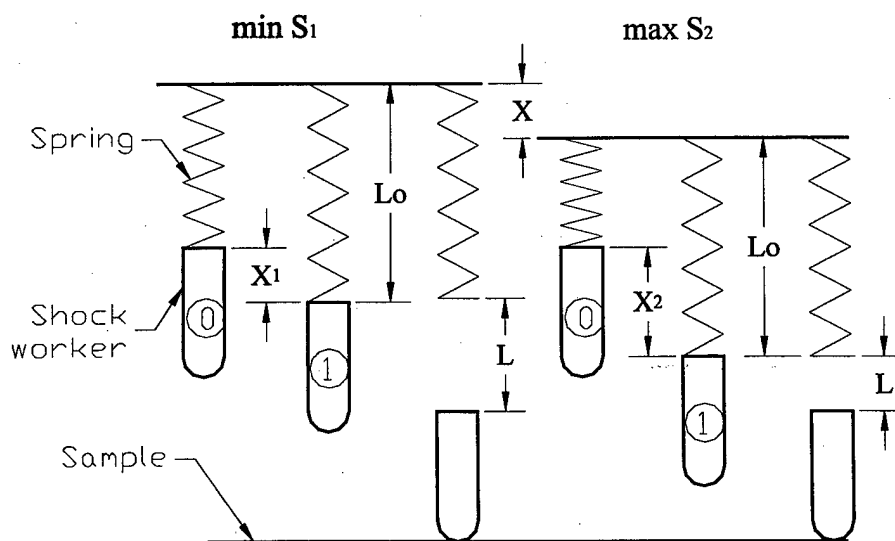 min S1
max S2
X
Spring
Lo
Lo
X1
X2
0
0
Shock
worker
L
1
L
1
Sample